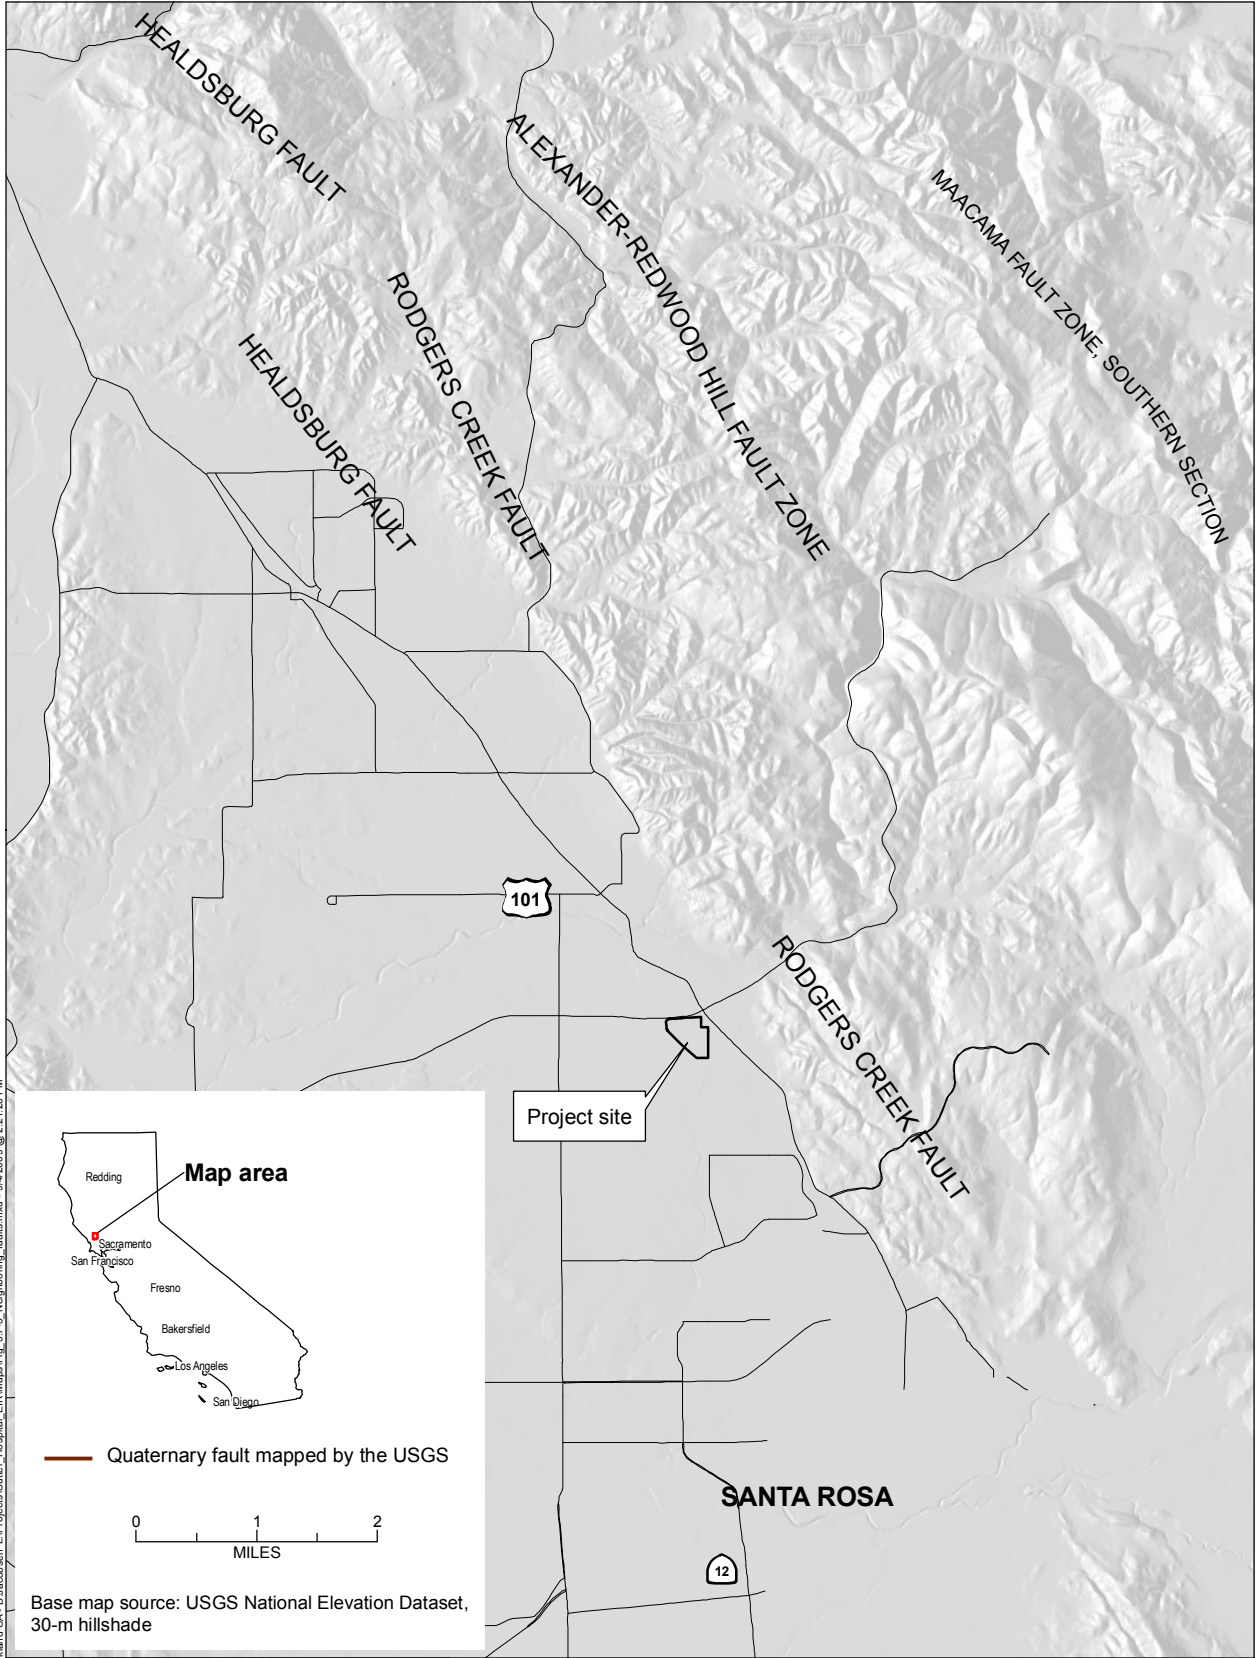 HEALDSBURG FAULT
ALEXANDER-REDWOOD HILL FAULT ZONE
MAACAMA FAULT ZONE, SOUTHERN SECTION
RODGERS CREEK FAULT
HEALDSBURG FAULT
101
RODGERS CREEK FAULT
Project site
Map area
Redding
Sacramento
San Francisco
Fresno
Bakersfield
Los Angeles
San Diego
Quaternary fault mapped by the USGS
0 1 2
MILES
SANTA ROSA
12
Base map source: USGS National Elevation Dataset,
30-m hillshade